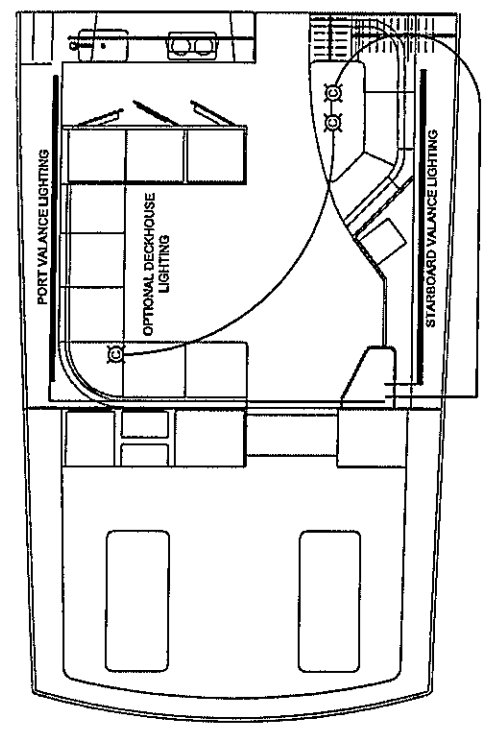 PORT VALANCE LIGHTING
OPTIONAL DECKHOUSE
LIGHTING
STARBOARD VALANCE LIGHTING
C
C
C